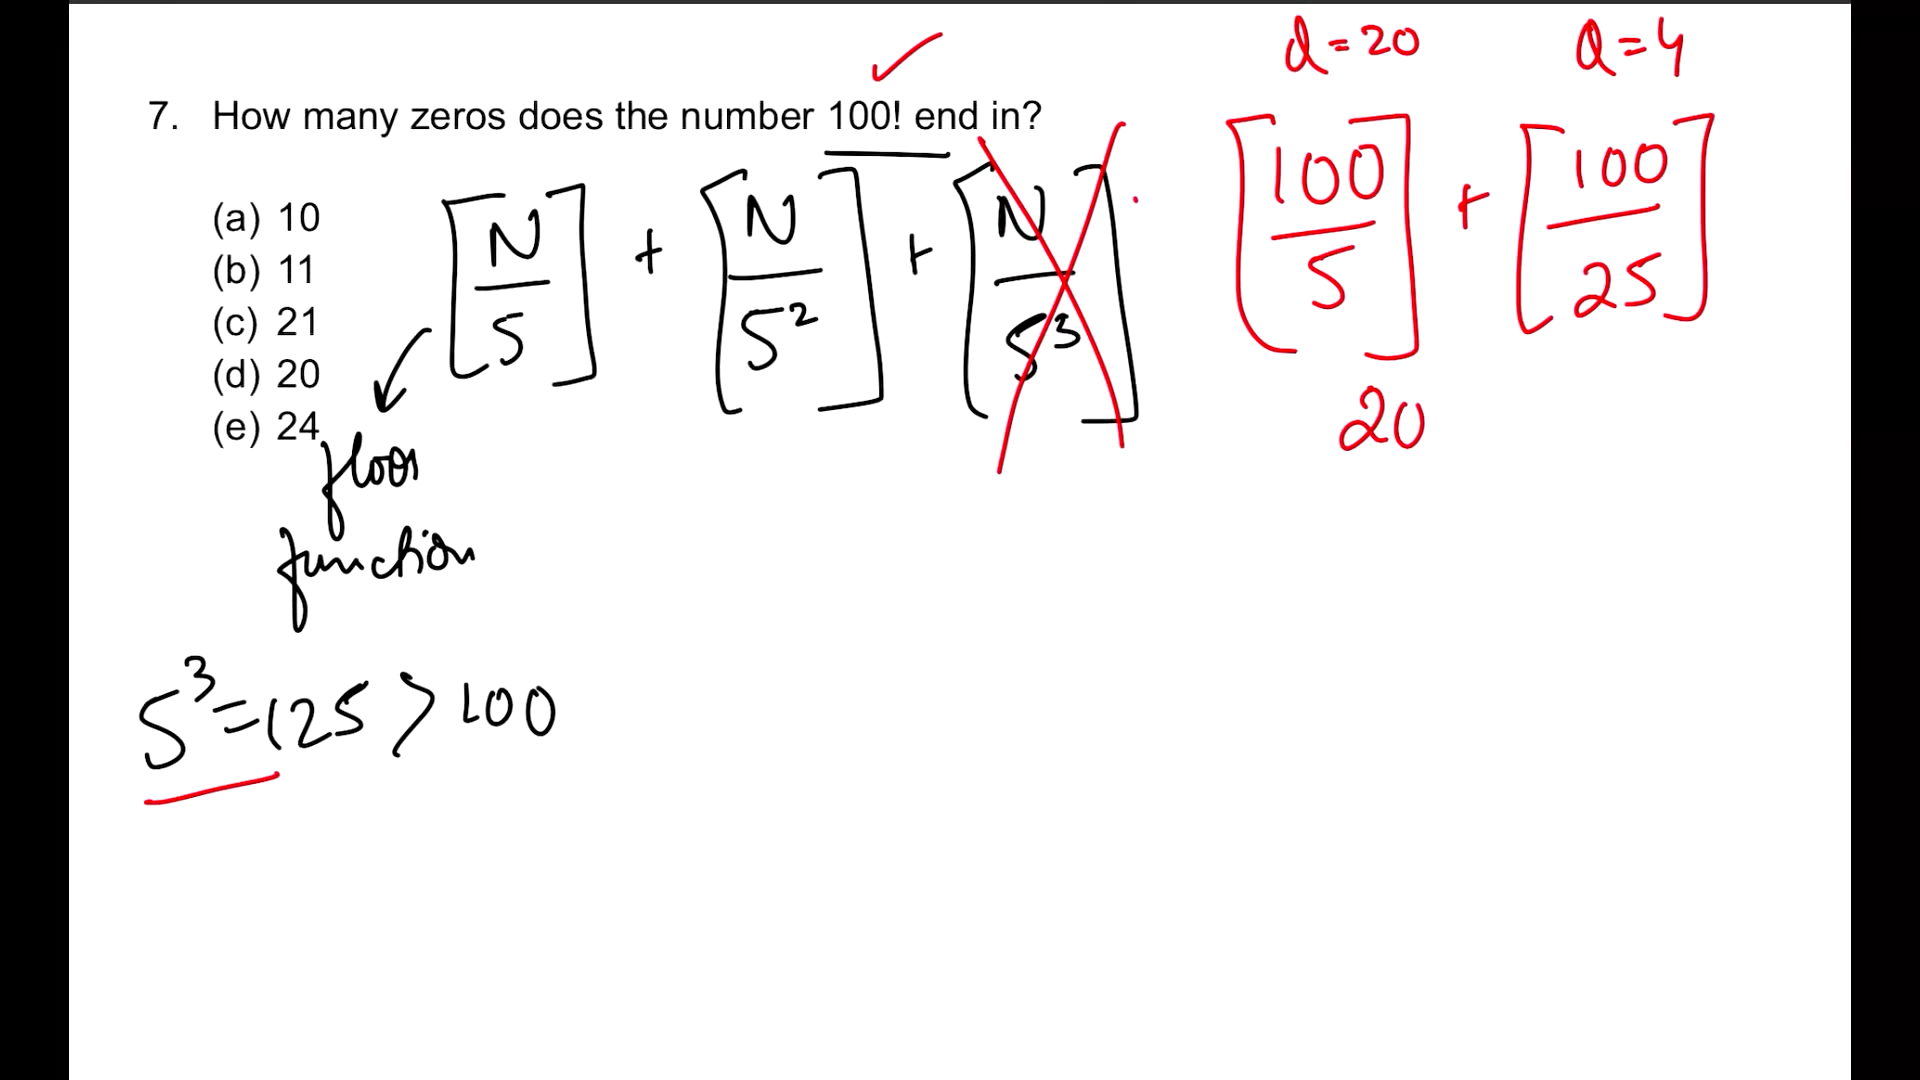 7. How many zeros does the number 100! end in?
(a) 10
(b) 11
(c) 21
(d) 20
(e) 24
[N/5] + [N/5²] + [N/5³]
floor
function
5³=125 > 100
Q=20 Q=4
[100/5] + [100/25]
20